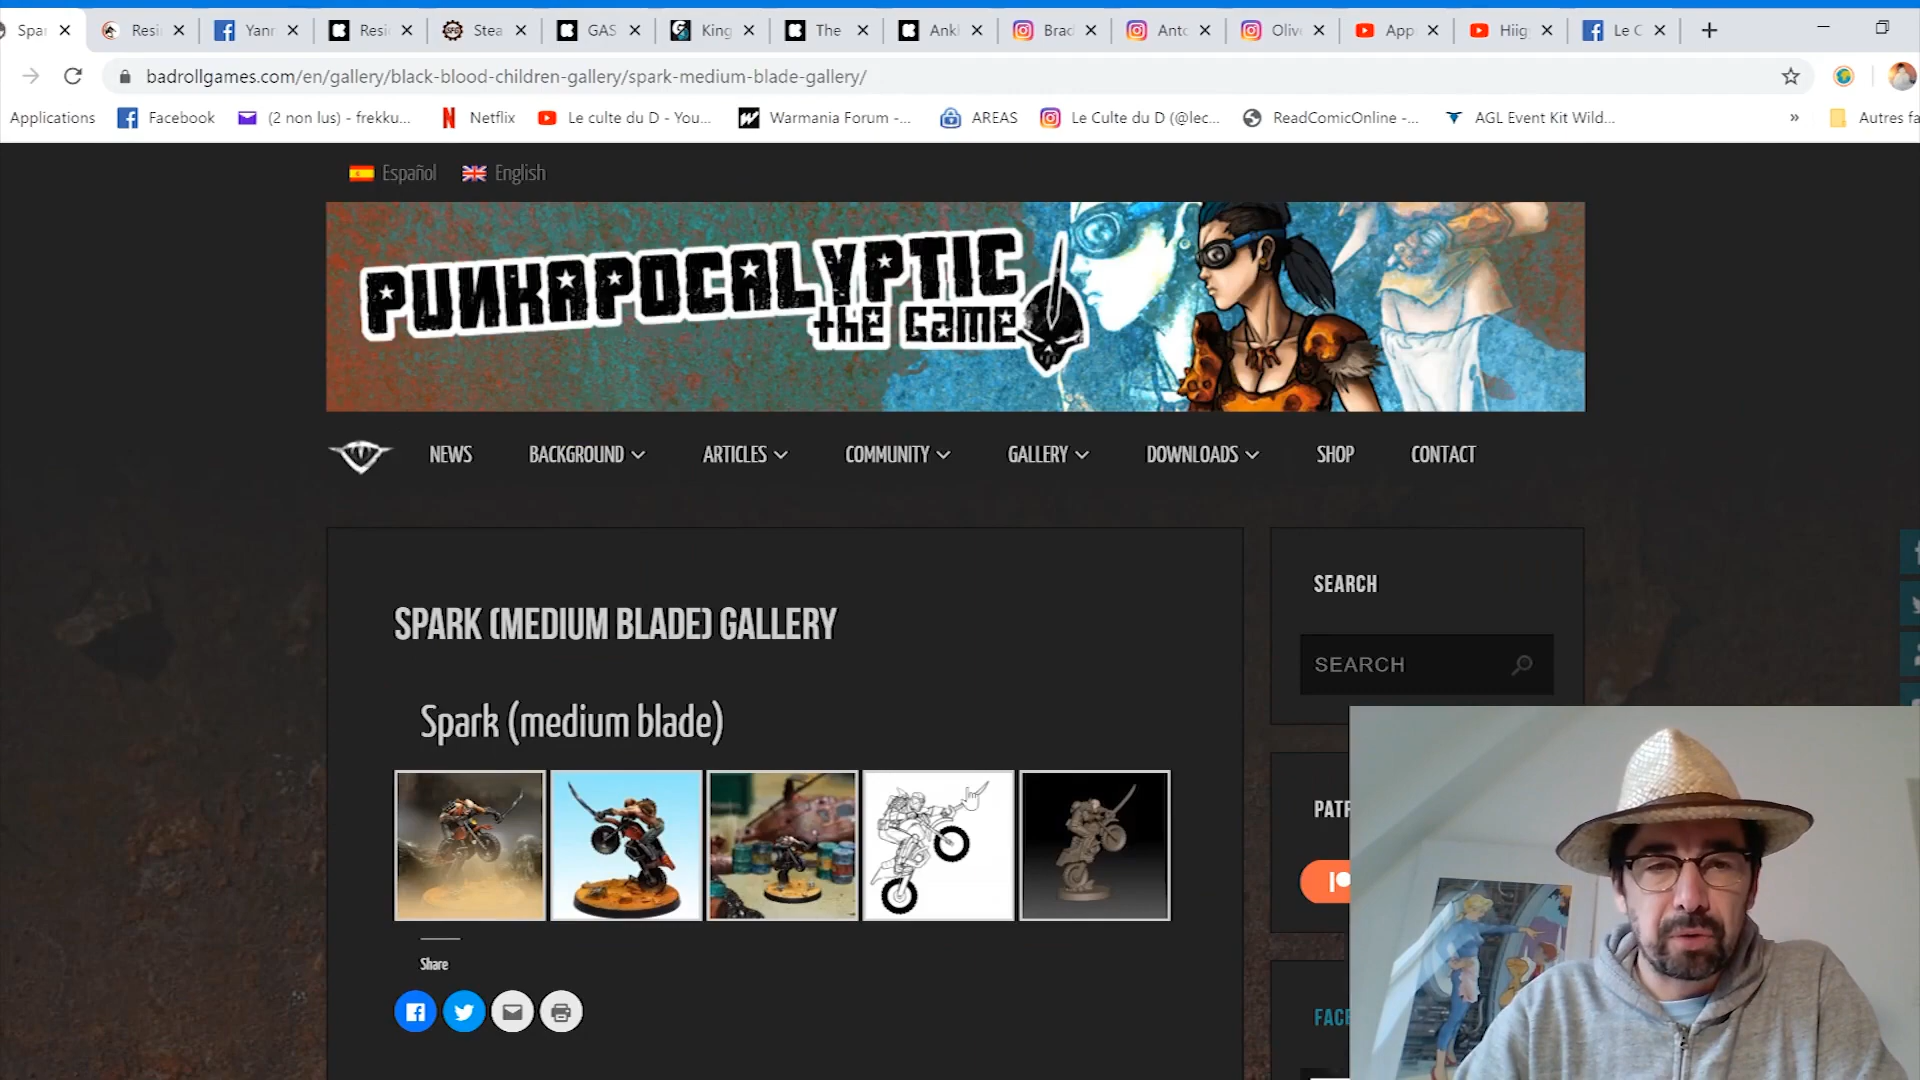 Spar
Resi
Yanr
Resi
Stea
GAS
King
The
Ankl
Brad
Anto
Oliv
App
Hiig
Le C
badrollgames.com/en/gallery/black-blood-children-gallery/spark-medium-blade-gallery/
Applications
Facebook
(2 non lus) - frekku...
Netflix
Le culte du D - You...
Warmania Forum -...
AREAS
Le Culte du D (@lec...
ReadComicOnline -...
AGL Event Kit Wild...
»
Autres fa
Español
English
PUNKAPOCALYPTIC
the GAME
NEWS
BACKGROUND
ARTICLES
COMMUNITY
GALLERY
DOWNLOADS
SHOP
CONTACT
SPARK (MEDIUM BLADE) GALLERY
SEARCH
SEARCH
Spark (medium blade)
PATR
Share
FACE